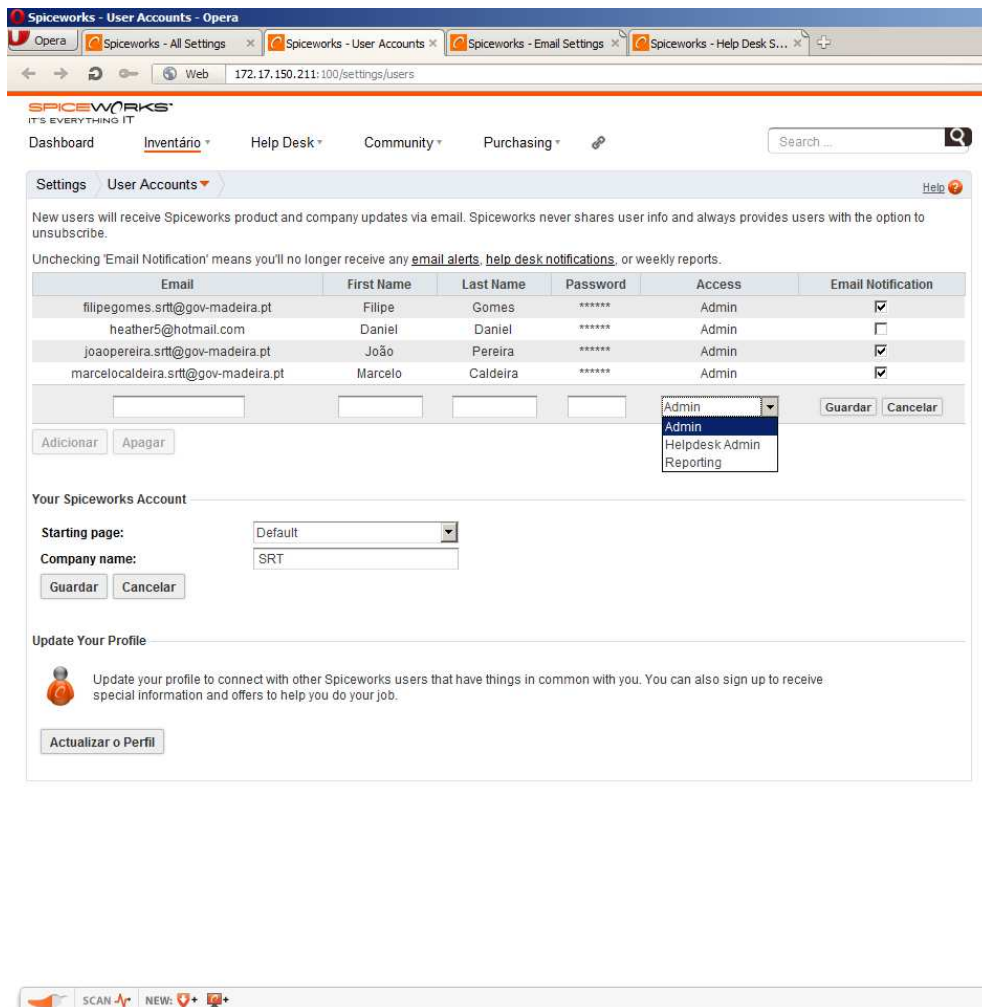 Spiceworks - User Accounts - Opera
Opera Spiceworks - All Settings Spiceworks - User Accounts Spiceworks - Email Settings Spiceworks - Help Desk S...
Web 172.17.150.211:100/settings/users
SPICEWORKS
IT'S EVERYTHING IT
Dashboard Inventário Help Desk Community Purchasing Search ...
Settings User Accounts Help
New users will receive Spiceworks product and company updates via email. Spiceworks never shares user info and always provides users with the option to
unsubscribe.
Unchecking 'Email Notification' means you'll no longer receive any email alerts, help desk notifications, or weekly reports.
Email First Name Last Name Password Access Email Notification
filipegomes.srtt@gov-madeira.pt Filipe Gomes ****** Admin
heather5@hotmail.com Daniel Daniel ****** Admin
joaopereira.srtt@gov-madeira.pt João Pereira ****** Admin
marcelocaldeira.srtt@gov-madeira.pt Marcelo Caldeira ****** Admin
Admin Guardar Cancelar
Admin
Adicionar Apagar Helpdesk Admin
Reporting
Your Spiceworks Account
Starting page: Default
Company name: SRT
Guardar Cancelar
Update Your Profile
Update your profile to connect with other Spiceworks users that have things in common with you. You can also sign up to receive
special information and offers to help you do your job.
Actualizar o Perfil
SCAN NEW: + +